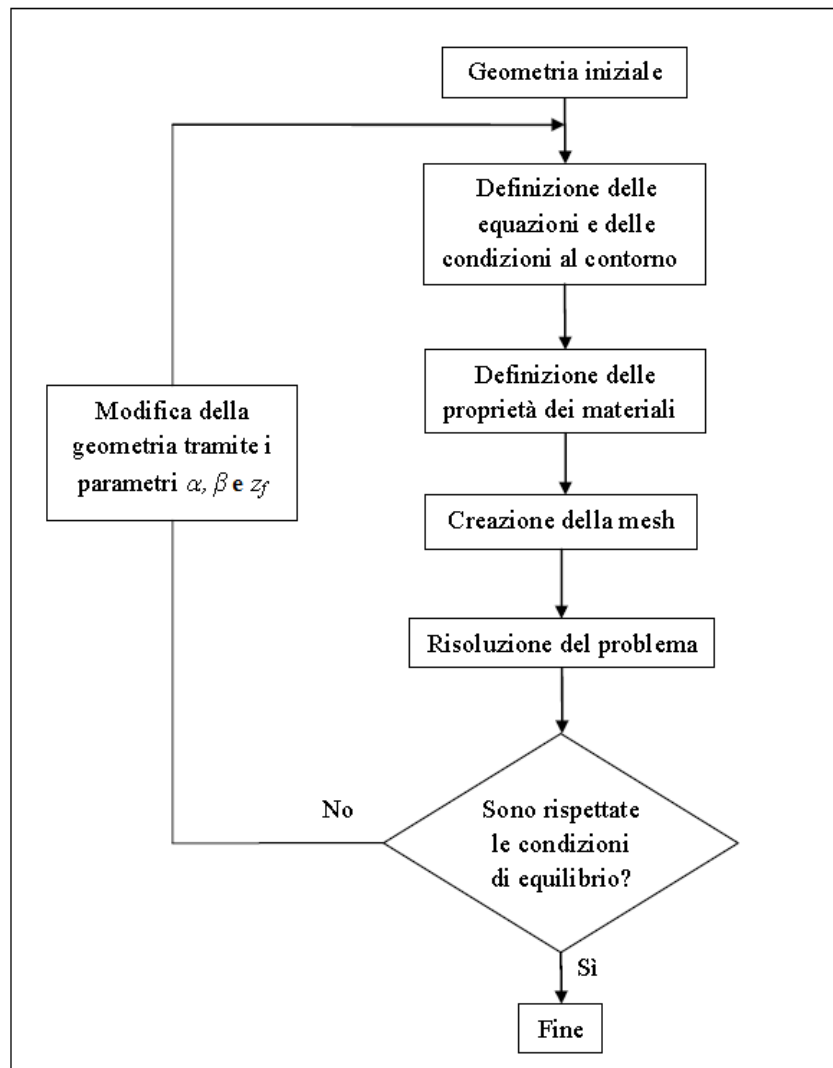 Geometria iniziale
Definizione delle
equazioni e delle
condizioni al contorno
Definizione delle
proprietà dei materiali
Modifica della
geometria tramite i
parametri α, β e z_f
Creazione della mesh
Risoluzione del problema
No
Sono rispettate
le condizioni
di equilibrio?
Sì
Fine